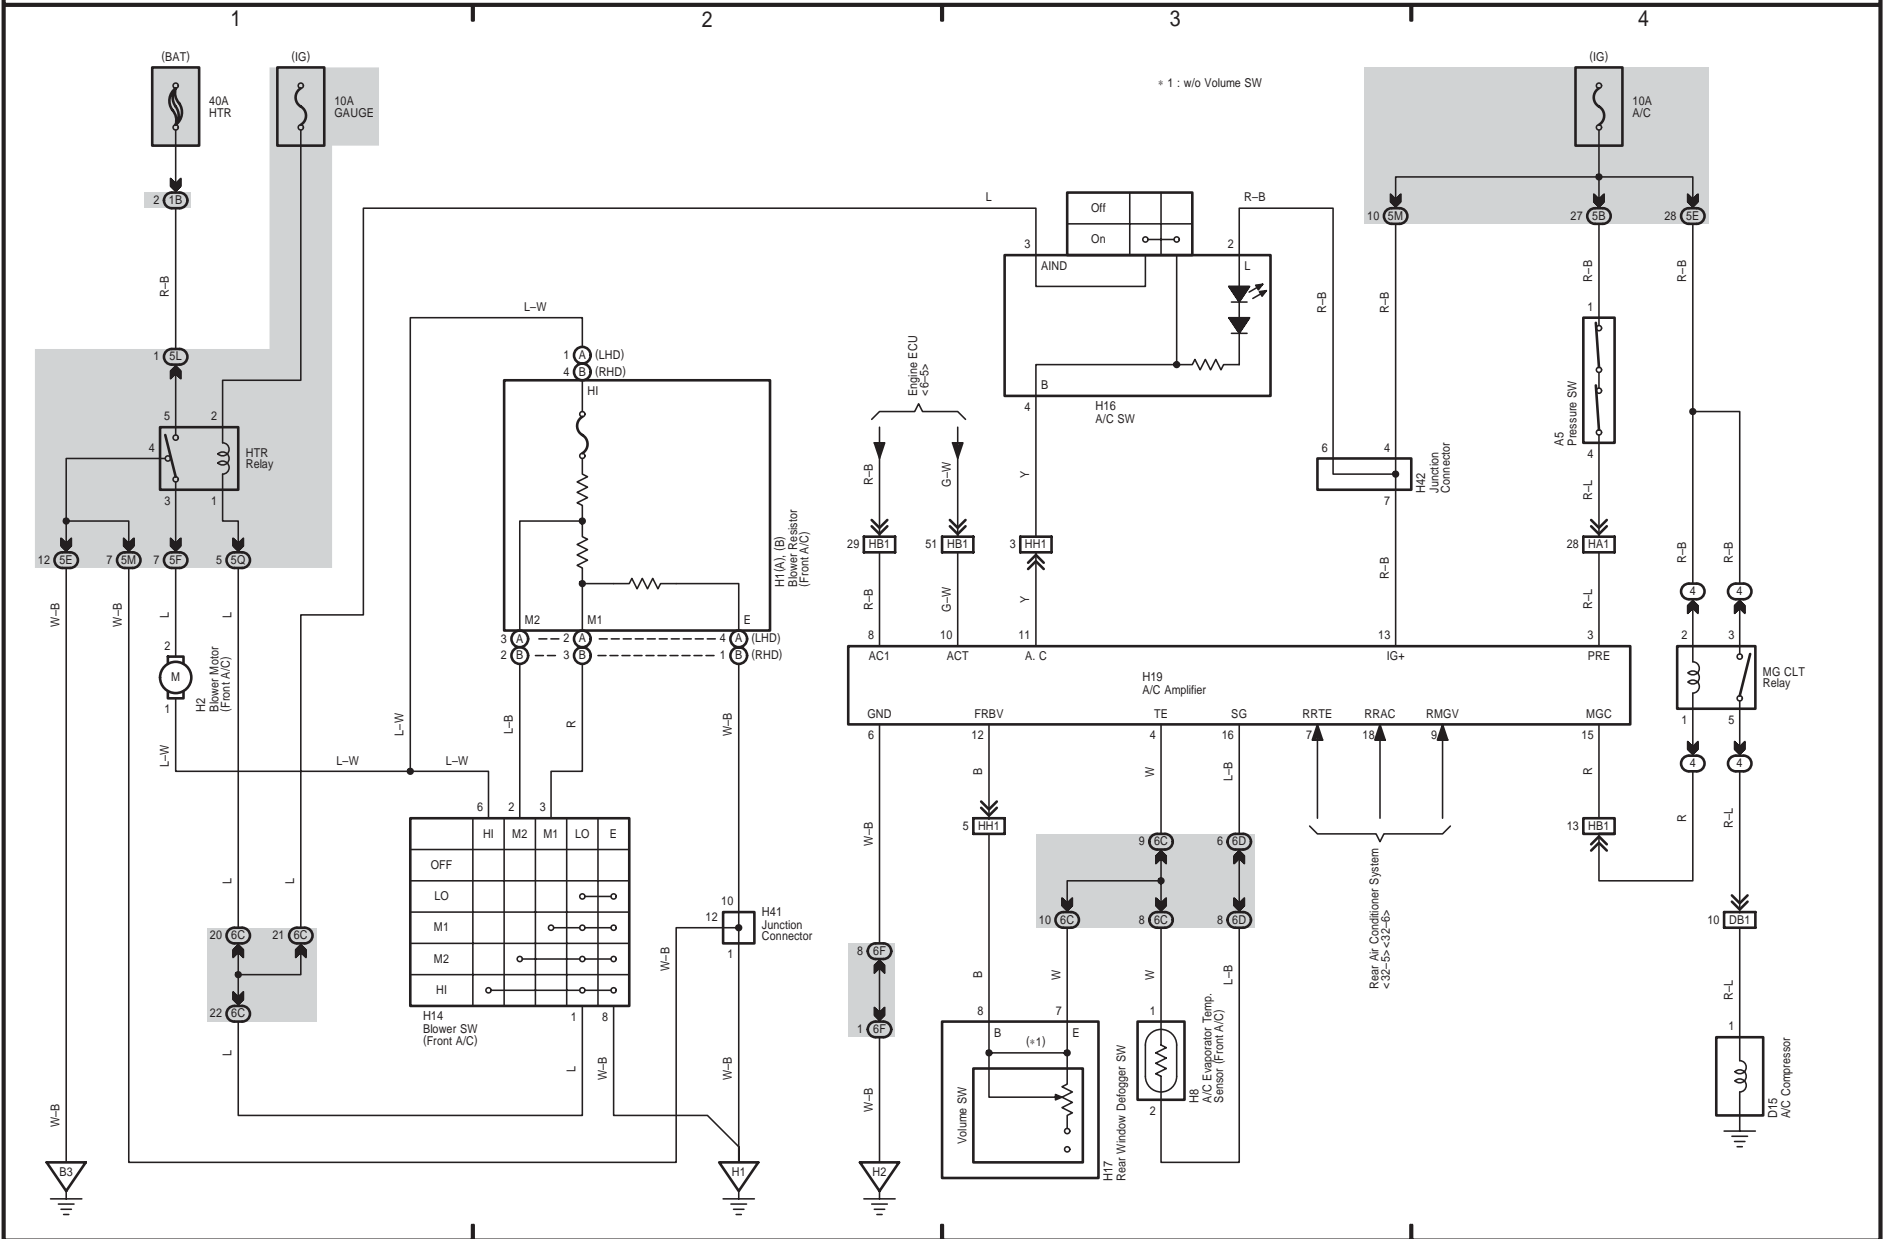 1 2 3 4
(BAT)
40A
HTR
(IG)
10A
GAUGE
∗ 1 : w/o Volume SW
(IG)
10A
A/C
2 1B
10 5M
27 5B
28 5E
R–B
L
Off
On
R–B
3
2
AIND
L
B
4
H16
A/C SW
R–B
R–B
R–B
R–B
1
A5
Pressure SW
4
R–L
28 HA1
R–L
1 5L
5
2
4
HTR
Relay
3
1
12 5E
7 5M
7 5F
5 5Q
W–B
W–B
L
L
2
M
1
H2
Blower Motor
(Front A/C)
L–W
L–W
1 A (LHD)
4 B (RHD)
HI
H1(A), (B)
Blower Resistor
(Front A/C)
M2
M1
E
3 A
2 A
4 A (LHD)
2 B
3 B
1 B (RHD)
L–W
L–B
R
W–B
L–W
L–W
Engine ECU
<6–5>
R–B
G–W
Y
29 HB1
51 HB1
3 HH1
R–B
G–W
Y
6
4
7
H42
Junction
Connector
R–B
R–B
R–B
4
4
8
10
11
13
3
AC1
ACT
A. C
IG+
PRE
H19
A/C Amplifier
GND
FRBV
TE
SG
RRTE
RRAC
RMGV
MGC
6
12
4
16
7
18
9
15
2
3
MG CLT
Relay
1
5
4
4
6
2
3
HI M2 M1 LO E
OFF
LO
M1
M2
HI
H14
Blower SW
(Front A/C)
1
8
L
W–B
L
L
20 6C
21 6C
22 6C
L
10
12
H41
Junction
Connector
1
W–B
W–B
W–B
B3
H1
W–B
8 6F
1 6F
W–B
H2
B
5 HH1
B
W
L–B
9 6C
6 6D
10 6C
8 6C
8 6D
W
W
L–B
8
7
B
E
(∗1)
Volume SW
H17
Rear Window Defogger SW
1
2
H8
A/C Evaporator Temp.
Sensor (Front A/C)
Rear Air Conditioner System
<32–5><32–6>
R
13 HB1
R
R–L
10 DB1
R–L
1
D15
A/C Compressor